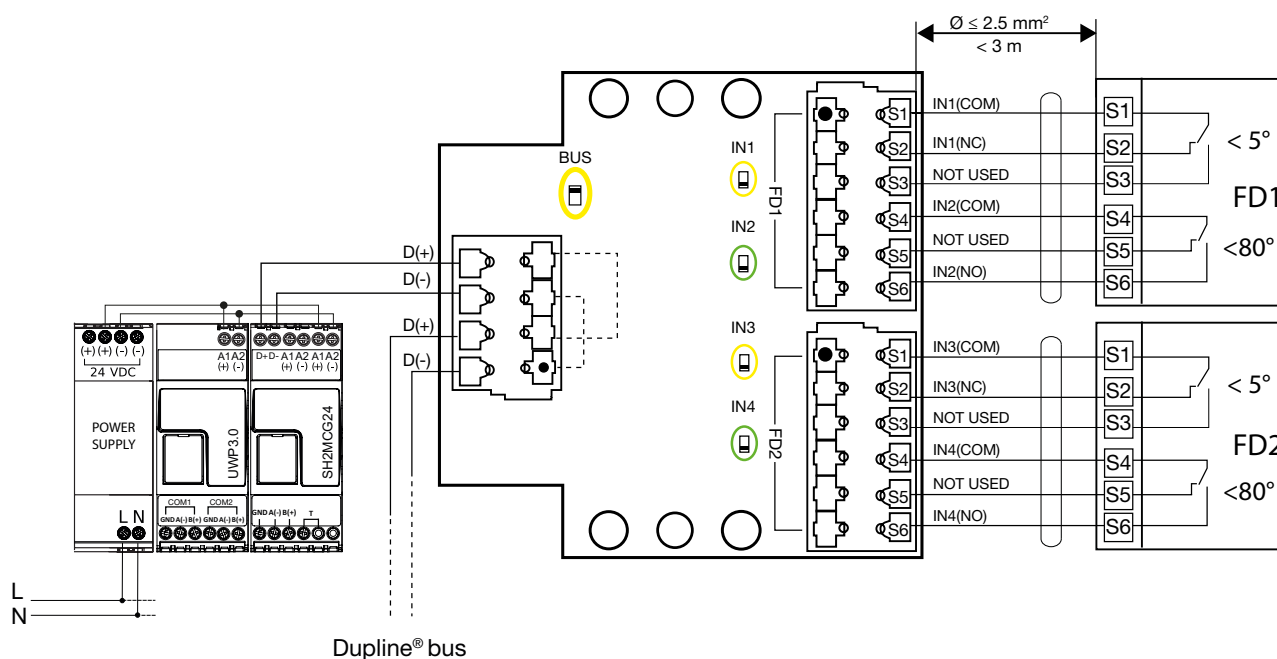 Ø ≤ 2.5 mm²
< 3 m
BUS
IN1
IN2
IN3
IN4
FD1
FD2
S1
S2
S3
S4
S5
S6
S1
S2
S3
S4
S5
S6
IN1(COM)
IN1(NC)
NOT USED
IN2(COM)
NOT USED
IN2(NO)
IN3(COM)
IN3(NC)
NOT USED
IN4(COM)
NOT USED
IN4(NO)
S1
S2
S3
S4
S5
S6
< 5°
FD1
<80°
S1
S2
S3
S4
S5
S6
< 5°
FD2
<80°
D(+)
D(-)
D(+)
D(-)
(+) (+) (-) (-)
24 VDC
POWER
SUPPLY
L N
A1 A2
(+) (-)
UWP3.0
COM1 COM2
GND A(-) B(+) GND A(-) B(+)
D+ D- A1 A2 A1 A2
(+) (-) (+) (-)
SH2MCG24
GND A(-) B(+) T
L
N
Dupline® bus